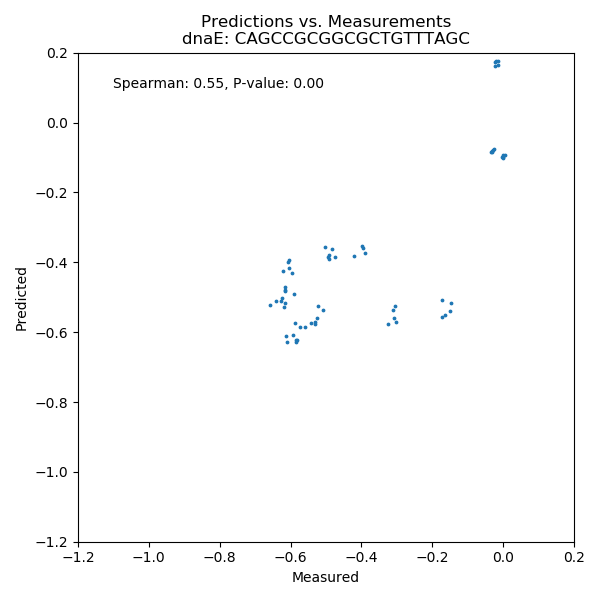 Predictions vs. Measurements
dnaE: CAGCCGCGGCGCTGTTTAGC
Spearman: 0.55, P-value: 0.00
Predicted
0.2
0.0
−0.2
−0.4
−0.6
−0.8
−1.0
−1.2
−1.2 −1.0 −0.8 −0.6 −0.4 −0.2 0.0 0.2
Measured